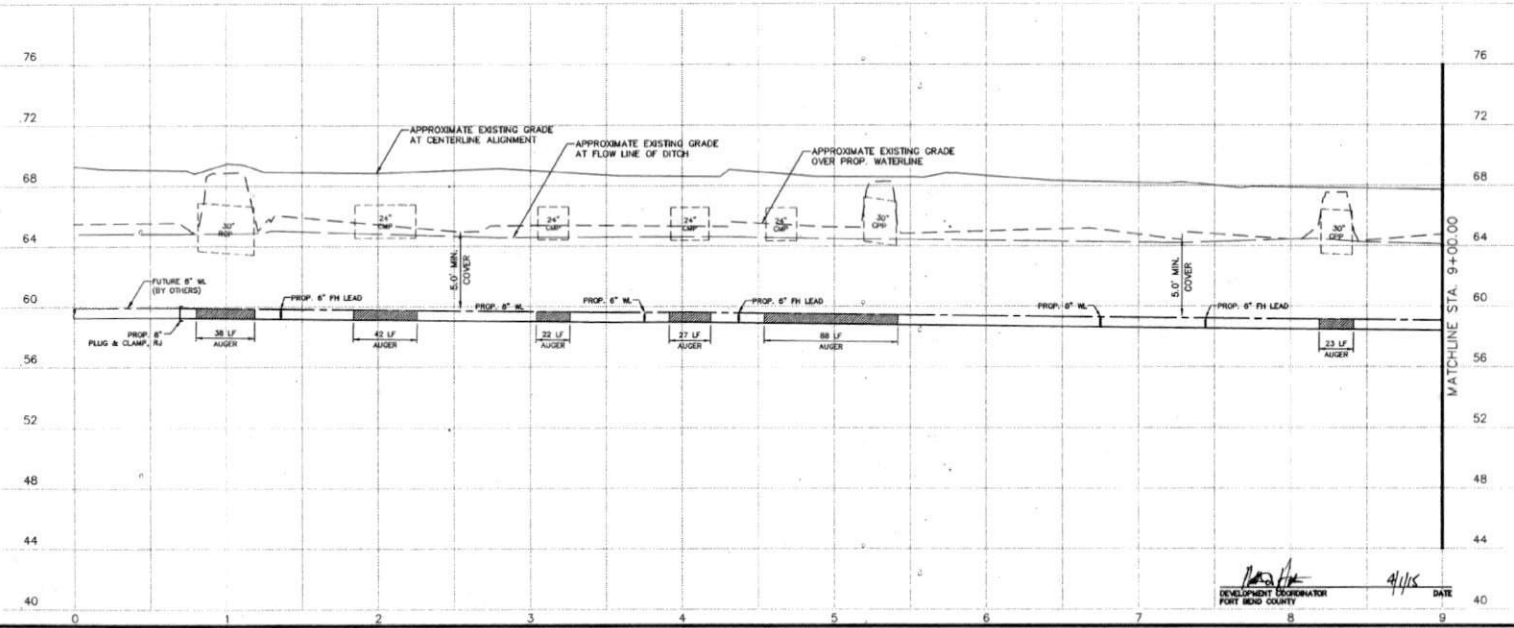 76
76
72
72
APPROXIMATE EXISTING GRADE
AT CENTERLINE ALIGNMENT
APPROXIMATE EXISTING GRADE
AT FLOW LINE OF DITCH
APPROXIMATE EXISTING GRADE
OVER PROP. WATERLINE
68
68
30"
RCP
24"
CMP
24"
CMP
24"
CMP
24"
CMP
30"
CPP
30"
CPP
64
64
5.0' MIN.
COVER
5.0' MIN.
COVER
MATCHLINE STA. 9+00.00
FUTURE 8" WL
(BY OTHERS)
PROP. 6" FH LEAD
PROP. 8" WL
PROP. 6" WL
PROP. 6" FH LEAD
PROP. 8" WL
PROP. 6" FH LEAD
60
60
PROP. 8"
PLUG & CLAMP, RJ
38 LF
AUGER
42 LF
AUGER
22 LF
AUGER
27 LF
AUGER
88 LF
AUGER
23 LF
AUGER
56
56
52
52
48
48
44
44
4/1/15
DEVELOPMENT COORDINATOR
FORT BEND COUNTY
DATE
40
40
0 1 2 3 4 5 6 7 8 9